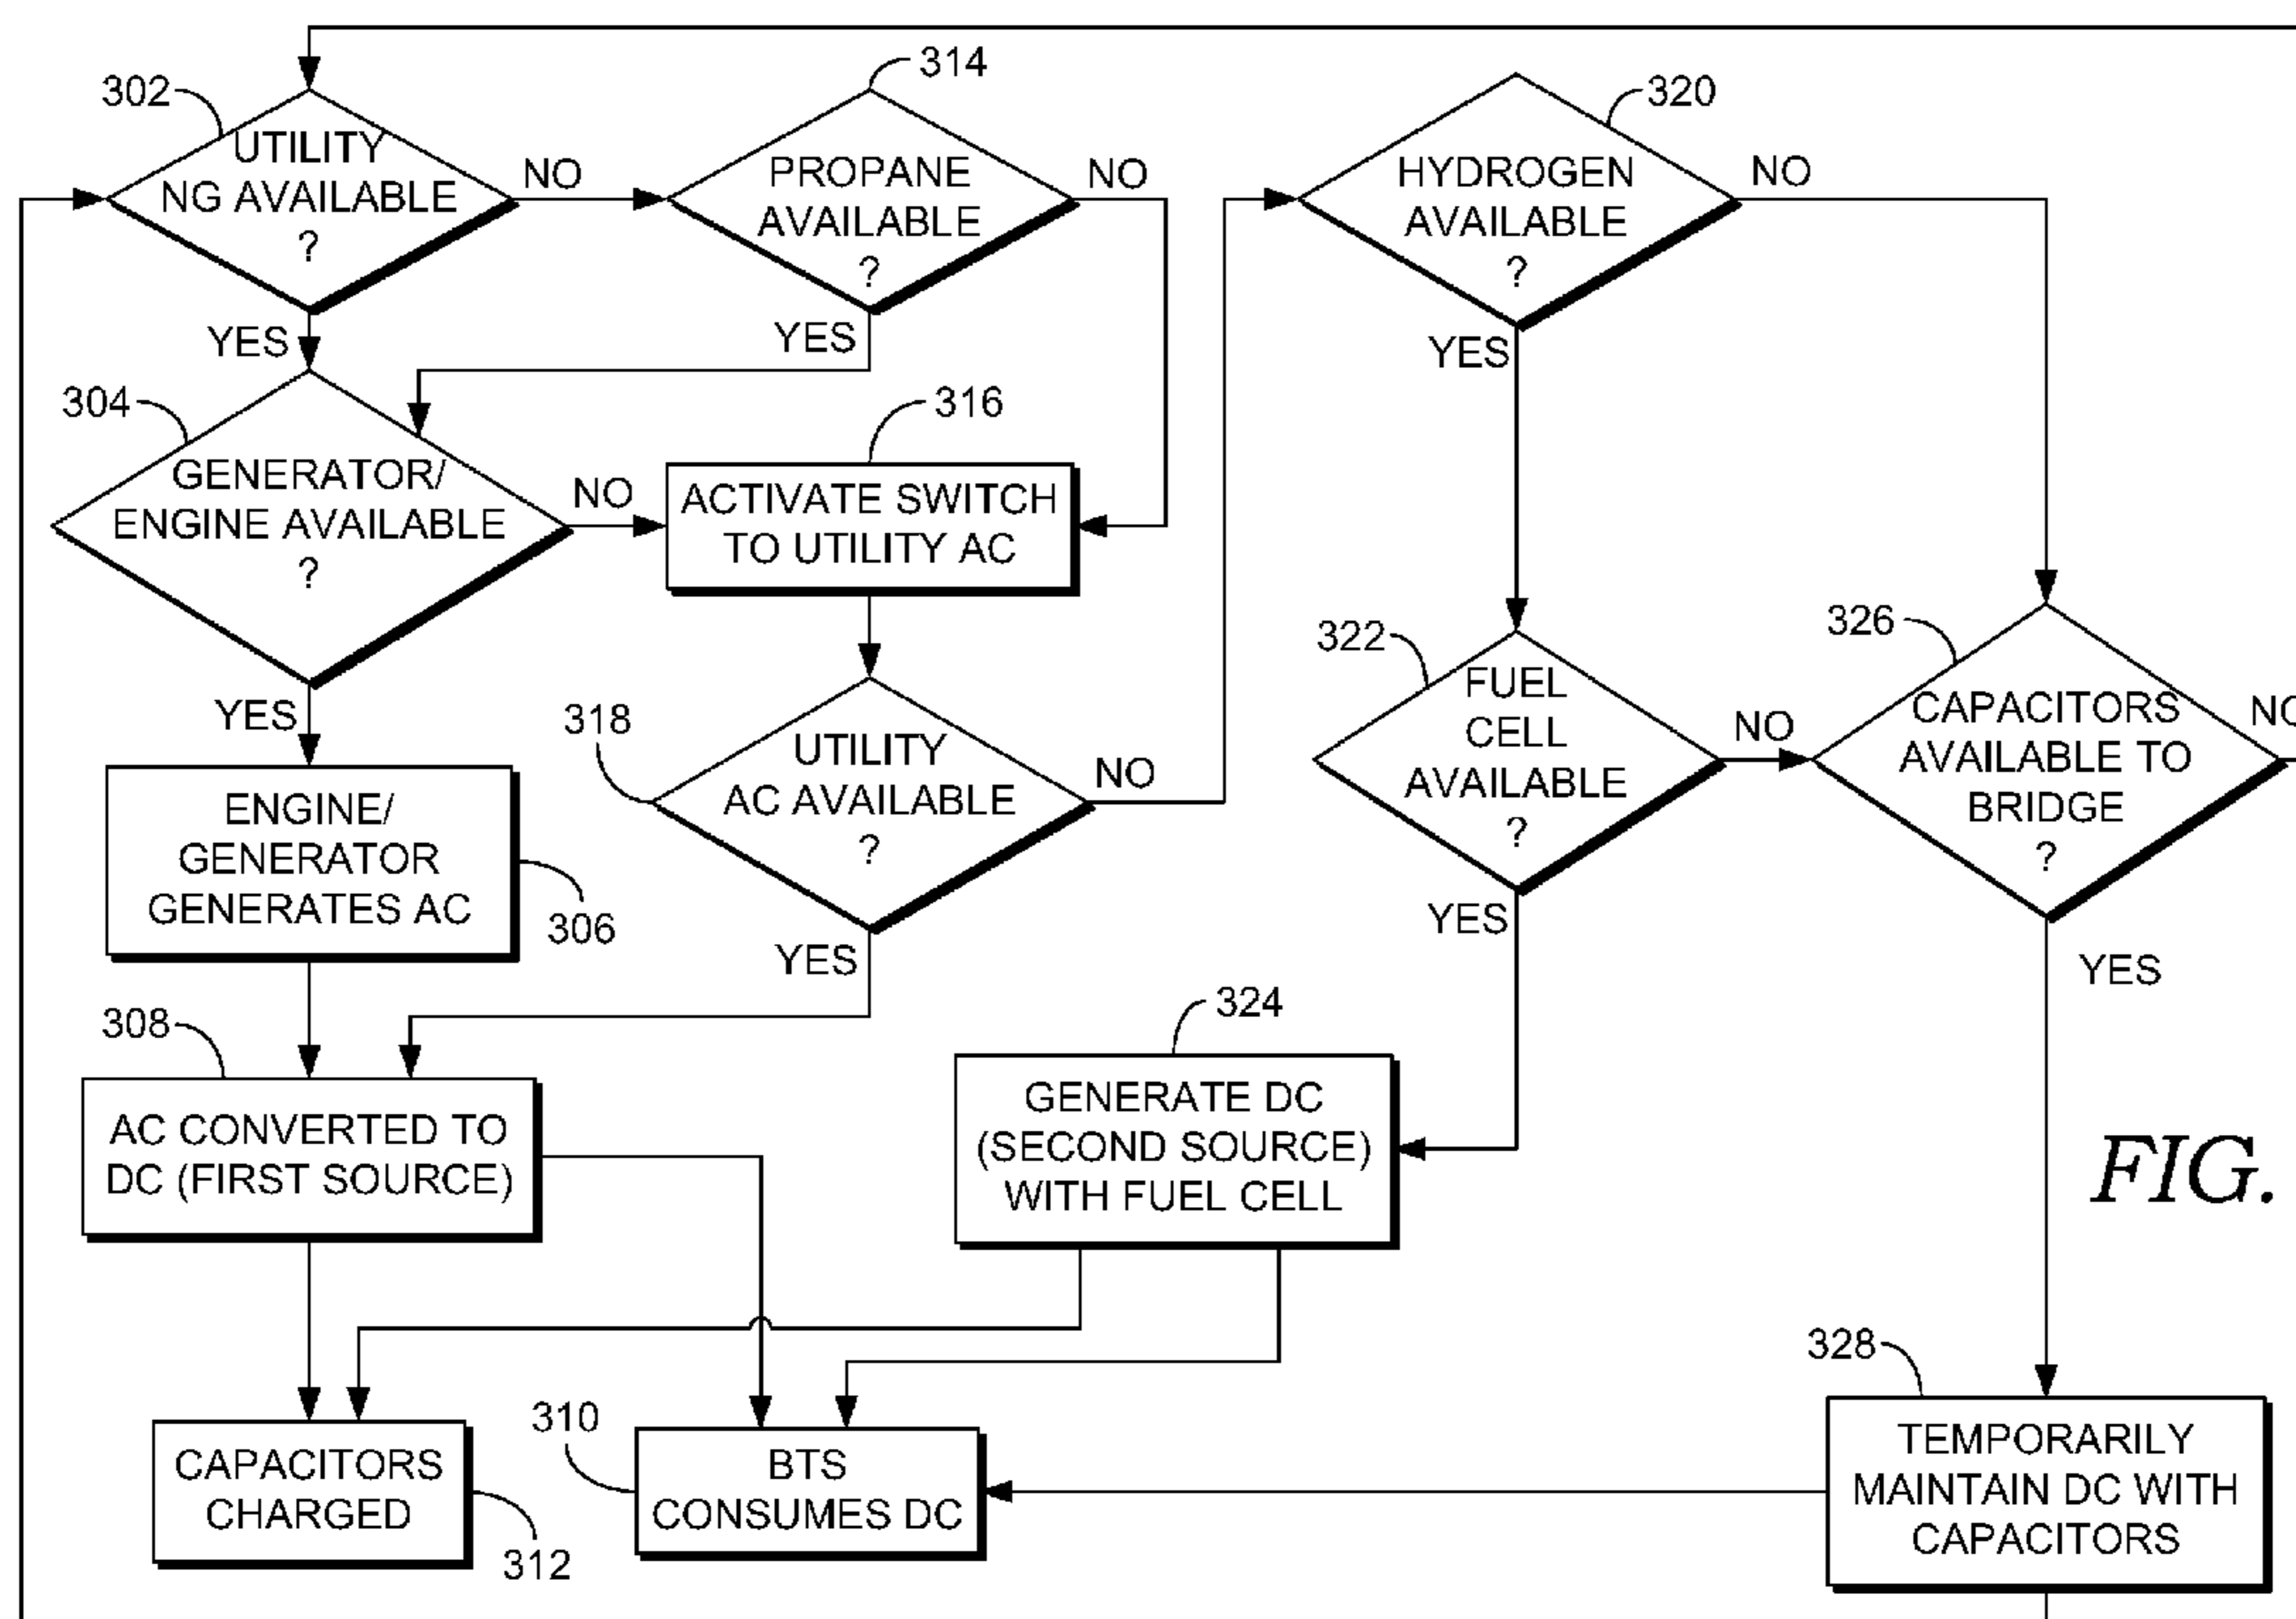 302
UTILITY
NG AVAILABLE
?
NO
YES
314
PROPANE
AVAILABLE
?
NO
YES
320
HYDROGEN
AVAILABLE
?
NO
YES
304
GENERATOR/
ENGINE AVAILABLE
?
NO
YES
316
ACTIVATE SWITCH
TO UTILITY AC
318
UTILITY
AC AVAILABLE
?
NO
YES
322
FUEL
CELL
AVAILABLE
?
NO
YES
326
CAPACITORS
AVAILABLE TO
BRIDGE
?
YES
ENGINE/
GENERATOR
GENERATES AC
306
308
AC CONVERTED TO
DC (FIRST SOURCE)
324
GENERATE DC
(SECOND SOURCE)
WITH FUEL CELL
FIG.
CAPACITORS
CHARGED
312
310
BTS
CONSUMES DC
328
TEMPORARILY
MAINTAIN DC WITH
CAPACITORS